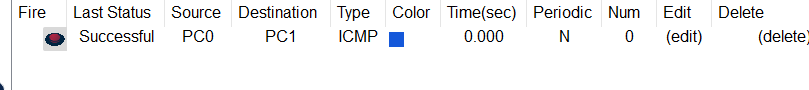 Fire Last Status Source Destination Type Color Time(sec) Periodic Num Edit Delete
Successful PC0 PC1 ICMP 0.000 N 0 (edit) (delete)